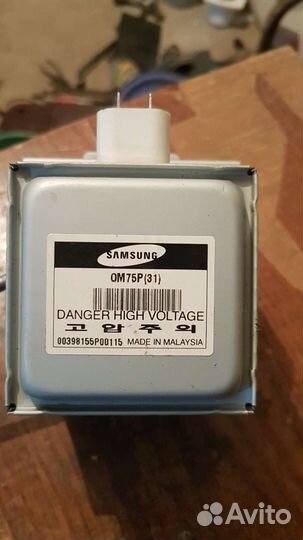 SAMSUNG
OM75P(31)
DANGER HIGH VOLTAGE
고압주의
00398155P00115 MADE IN MALAYSIA
Avito